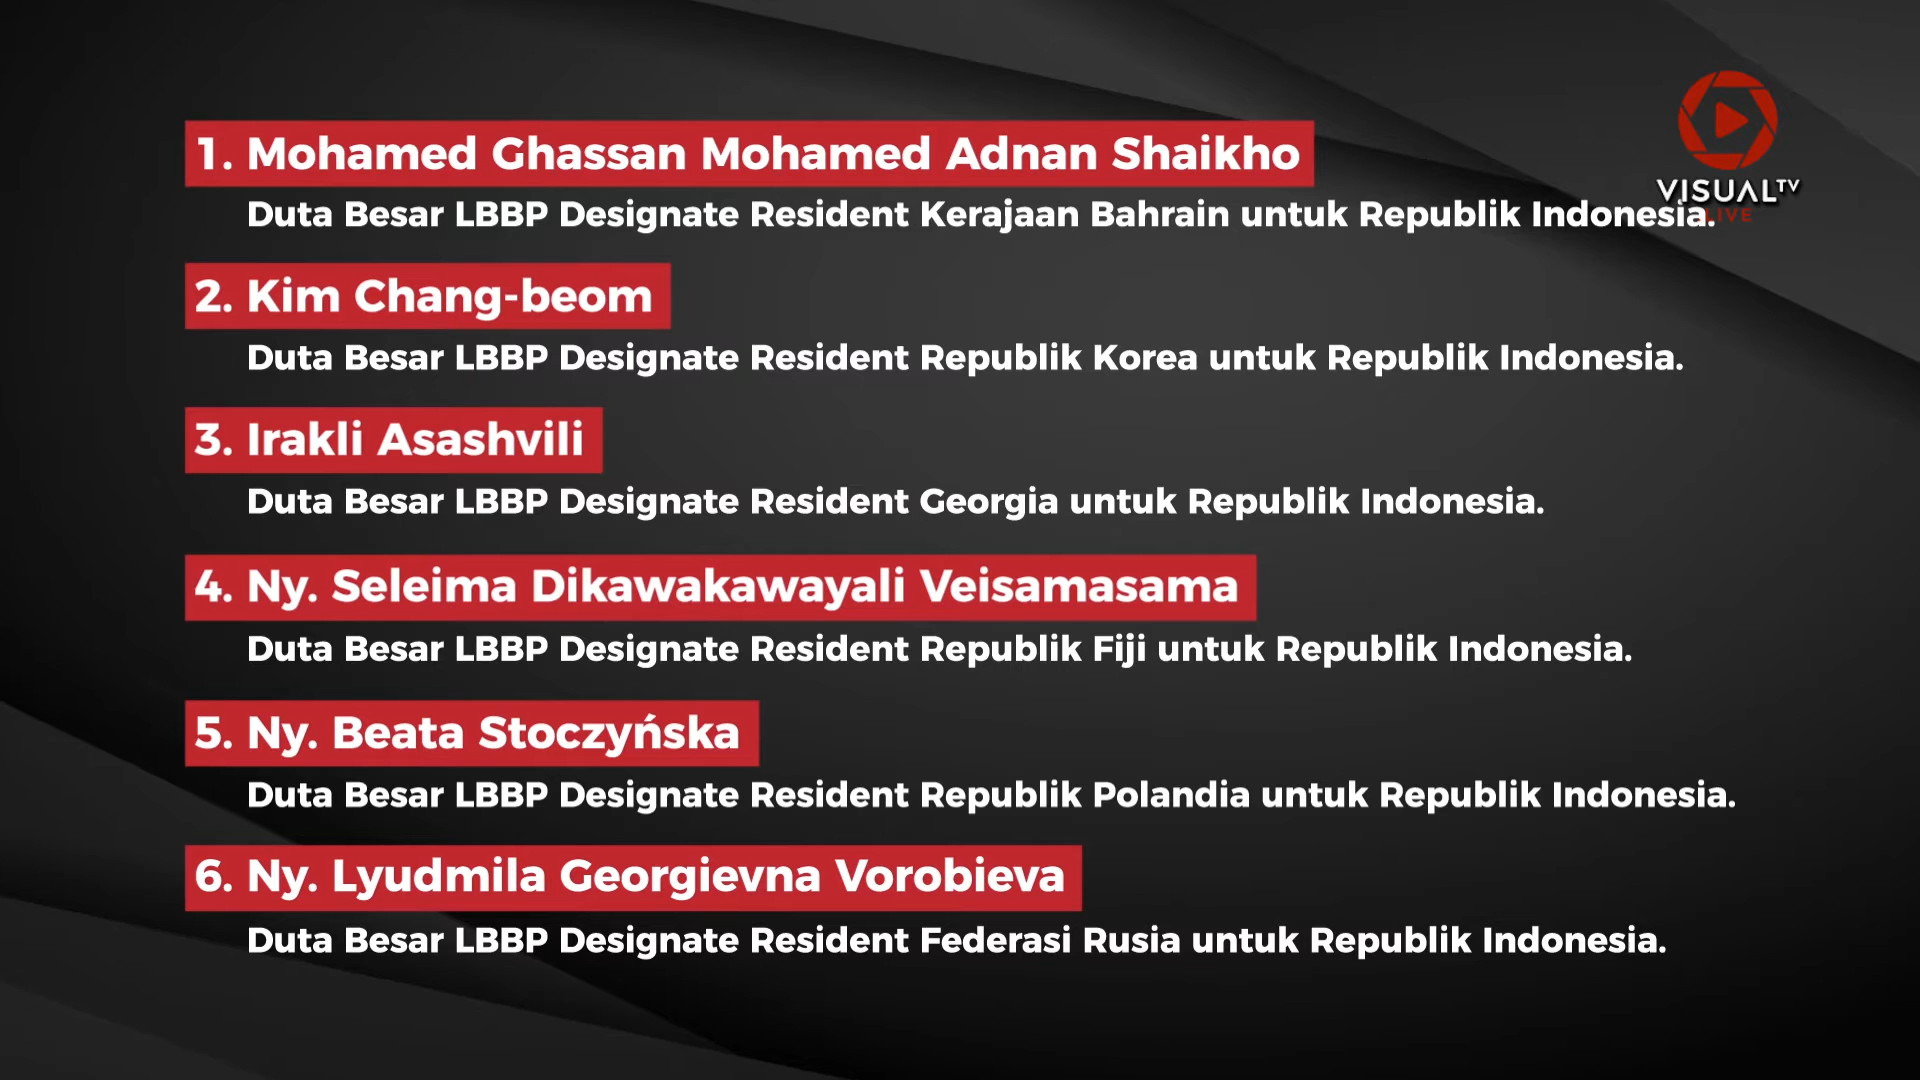 1. Mohamed Ghassan Mohamed Adnan Shaikho
Duta Besar LBBP Designate Resident Kerajaan Bahrain untuk Republik Indonesia.
VISUALTV
LIVE
2. Kim Chang-beom
Duta Besar LBBP Designate Resident Republik Korea untuk Republik Indonesia.
3. Irakli Asashvili
Duta Besar LBBP Designate Resident Georgia untuk Republik Indonesia.
4. Ny. Seleima Dikawakawayali Veisamasama
Duta Besar LBBP Designate Resident Republik Fiji untuk Republik Indonesia.
5. Ny. Beata Stoczyńska
Duta Besar LBBP Designate Resident Republik Polandia untuk Republik Indonesia.
6. Ny. Lyudmila Georgievna Vorobieva
Duta Besar LBBP Designate Resident Federasi Rusia untuk Republik Indonesia.